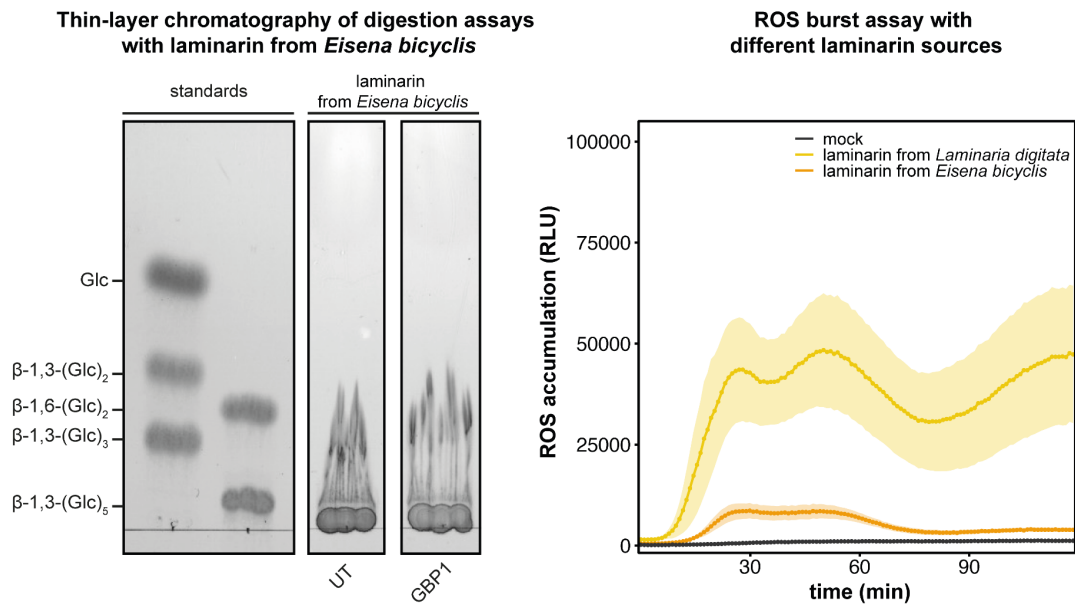 Thin-layer chromatography of digestion assays
with laminarin from Eisena bicyclis
standards
laminarin
from Eisena bicyclis
Glc
β-1,3-(Glc)₂
β-1,6-(Glc)₂
β-1,3-(Glc)₃
β-1,3-(Glc)₅
UT
GBP1
ROS burst assay with
different laminarin sources
mock
laminarin from Laminaria digitata
laminarin from Eisena bicyclis
ROS accumulation (RLU)
100000
75000
50000
25000
0
30
60
90
time (min)